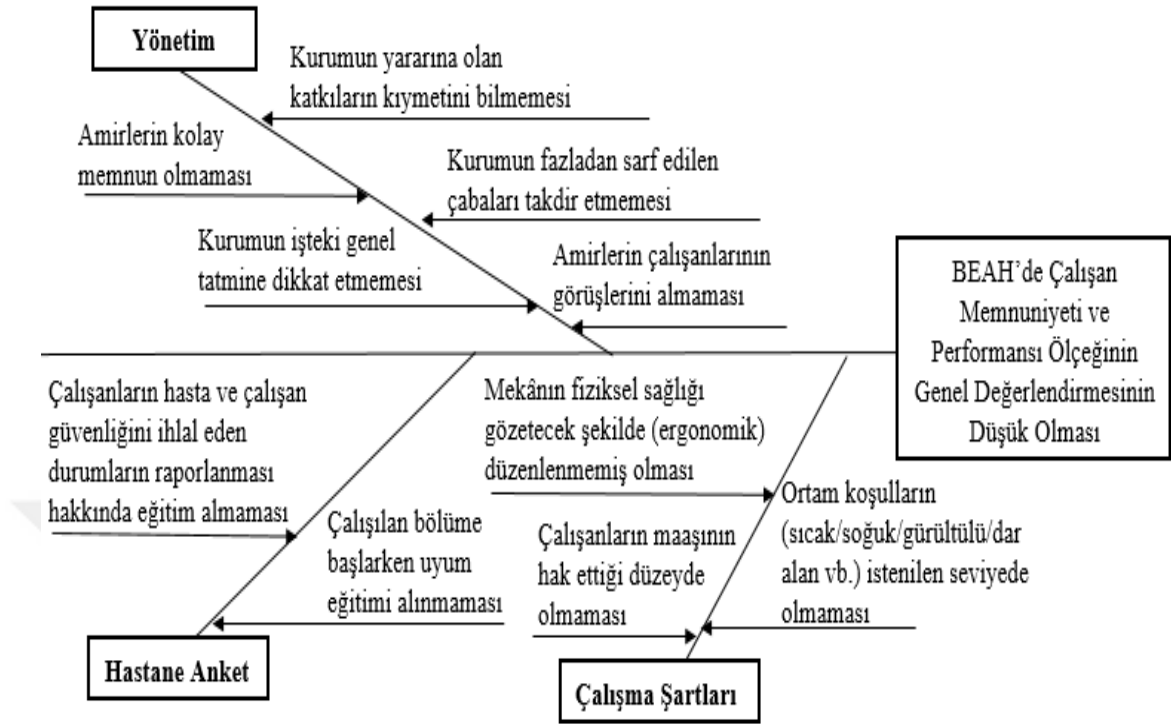 Yönetim
Kurumun yararına olan
katkıların kıymetini bilmemesi
Amirlerin kolay
memnun olmaması
Kurumun fazladan sarf edilen
çabaları takdir etmemesi
Kurumun işteki genel
tatmine dikkat etmemesi
Amirlerin çalışanlarının
görüşlerini almaması
BEAH’de Çalışan
Memnuniyeti ve
Performansı Ölçeğinin
Genel Değerlendirmesinin
Düşük Olması
Çalışanların hasta ve çalışan
güvenliğini ihlal eden
durumların raporlanması
hakkında eğitim almaması
Çalışılan bölüme
başlarken uyum
eğitimi alınmaması
Hastane Anket
Mekânın fiziksel sağlığı
gözetecek şekilde (ergonomik)
düzenlenmemiş olması
Çalışanların maaşının
hak ettiği düzeyde
olmaması
Ortam koşulların
(sıcak/soğuk/gürültülü/dar
alan vb.) istenilen seviyede
olmaması
Çalışma Şartları